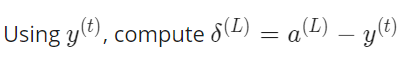 Using y^{(t)}, compute δ^{(L)} = a^{(L)} − y^{(t)}